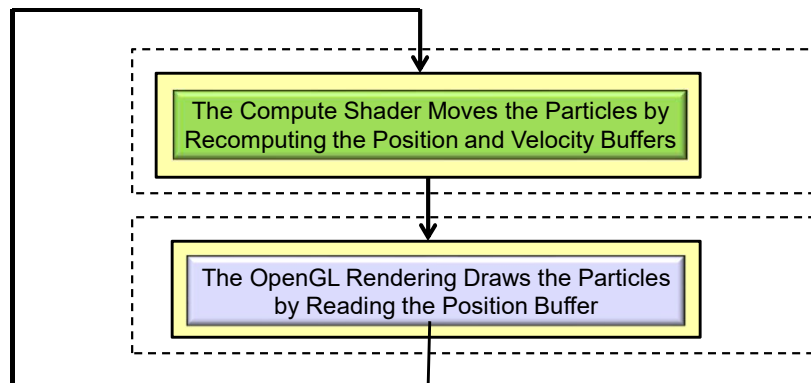 The Compute Shader Moves the Particles by
Recomputing the Position and Velocity Buffers
The OpenGL Rendering Draws the Particles
by Reading the Position Buffer